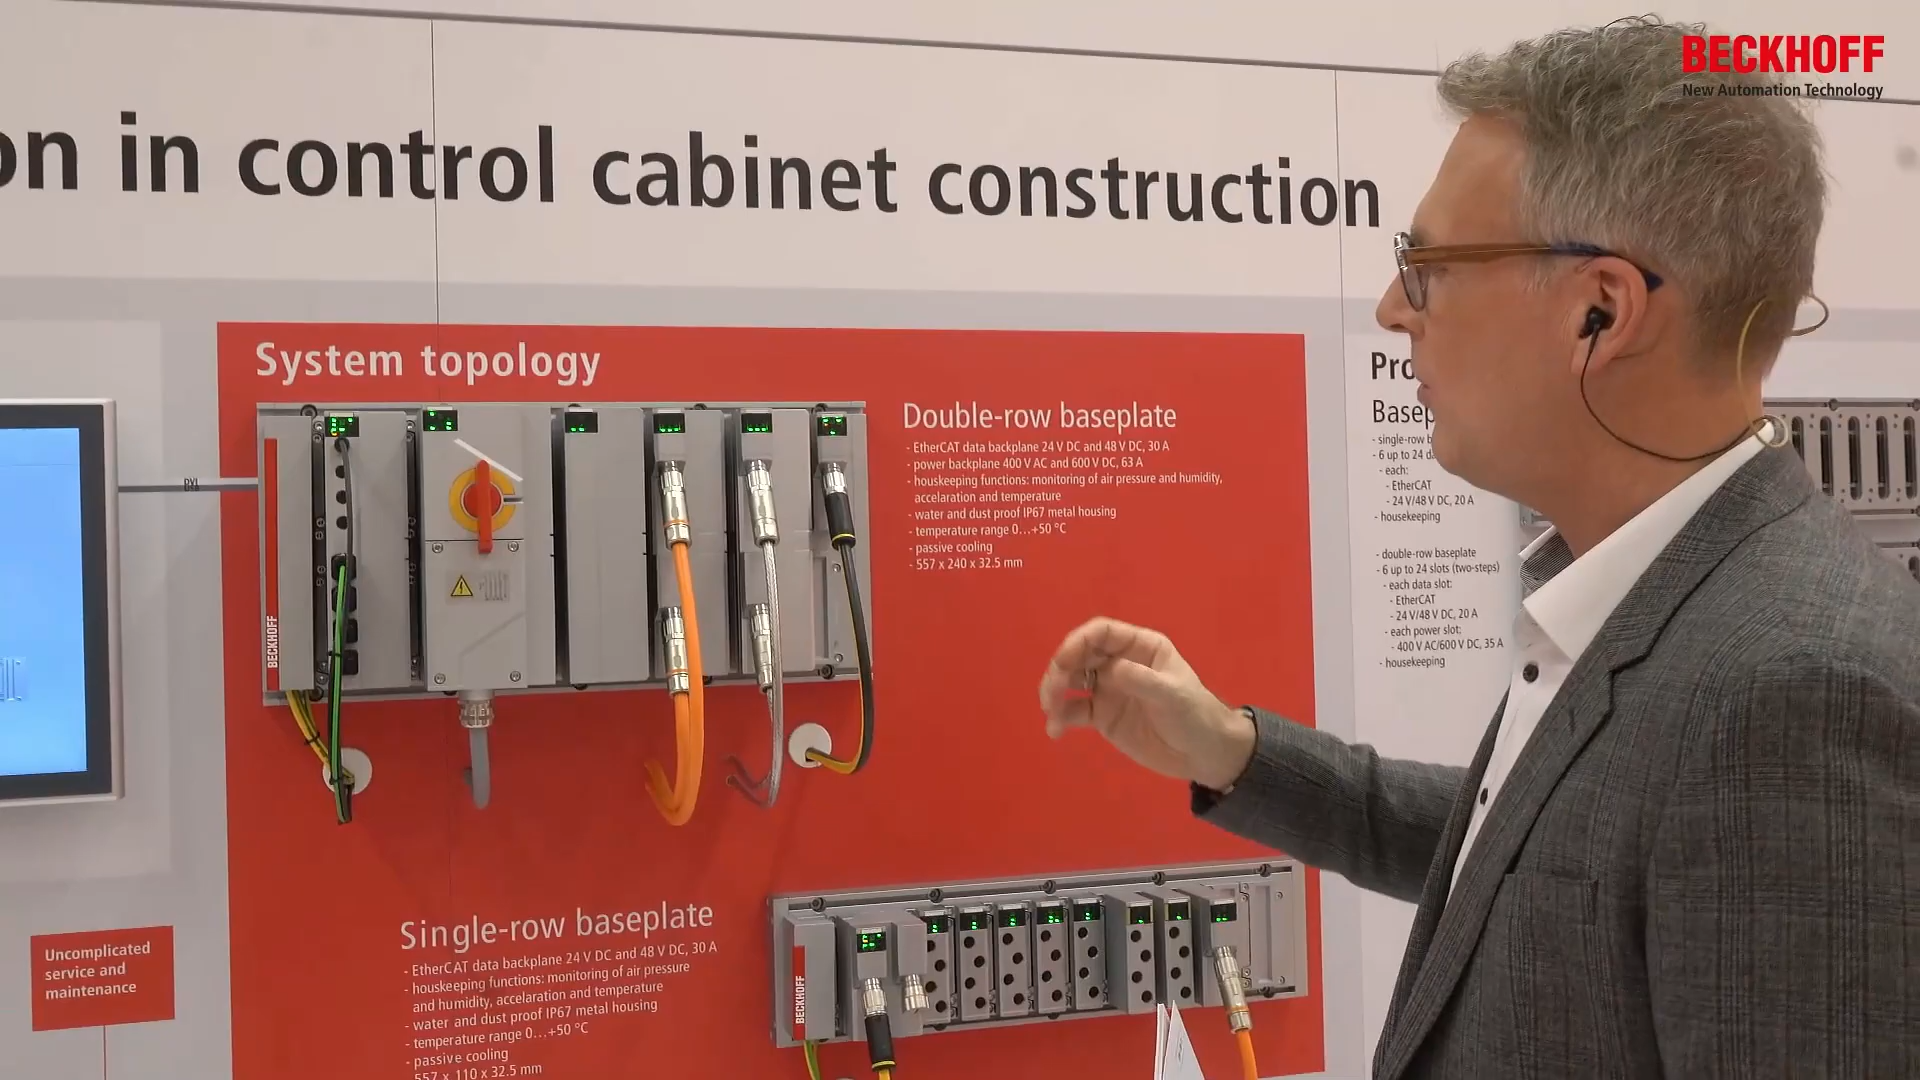 BECKHOFF
New Automation Technology
on in control cabinet construction
System topology
Double-row baseplate
- EtherCAT data backplane 24 V DC and 48 V DC, 30 A
- power backplane 400 V AC and 600 V DC, 63 A
- houskeeping functions: monitoring of air pressure and humidity,
accelaration and temperature
- water and dust proof IP67 metal housing
- temperature range 0...+50 °C
- passive cooling
- 557 x 240 x 32.5 mm
BECKHOFF
Single-row baseplate
- EtherCAT data backplane 24 V DC and 48 V DC, 30 A
- houskeeping functions: monitoring of air pressure
and humidity, accelaration and temperature
- water and dust proof IP67 metal housing
- temperature range 0...+50 °C
- passive cooling
557 x 110 x 32.5 mm
BECKHOFF
Uncomplicated
service and
maintenance
Pro
Basep
- single-row b
- 6 up to 24 d
- each:
- EtherCAT
- 24 V/48 V DC, 20 A
- housekeeping
- double-row baseplate
- 6 up to 24 slots (two-steps)
- each data slot:
- EtherCAT
- 24 V/48 V DC, 20 A
- each power slot:
- 400 V AC/600 V DC, 35 A
- housekeeping